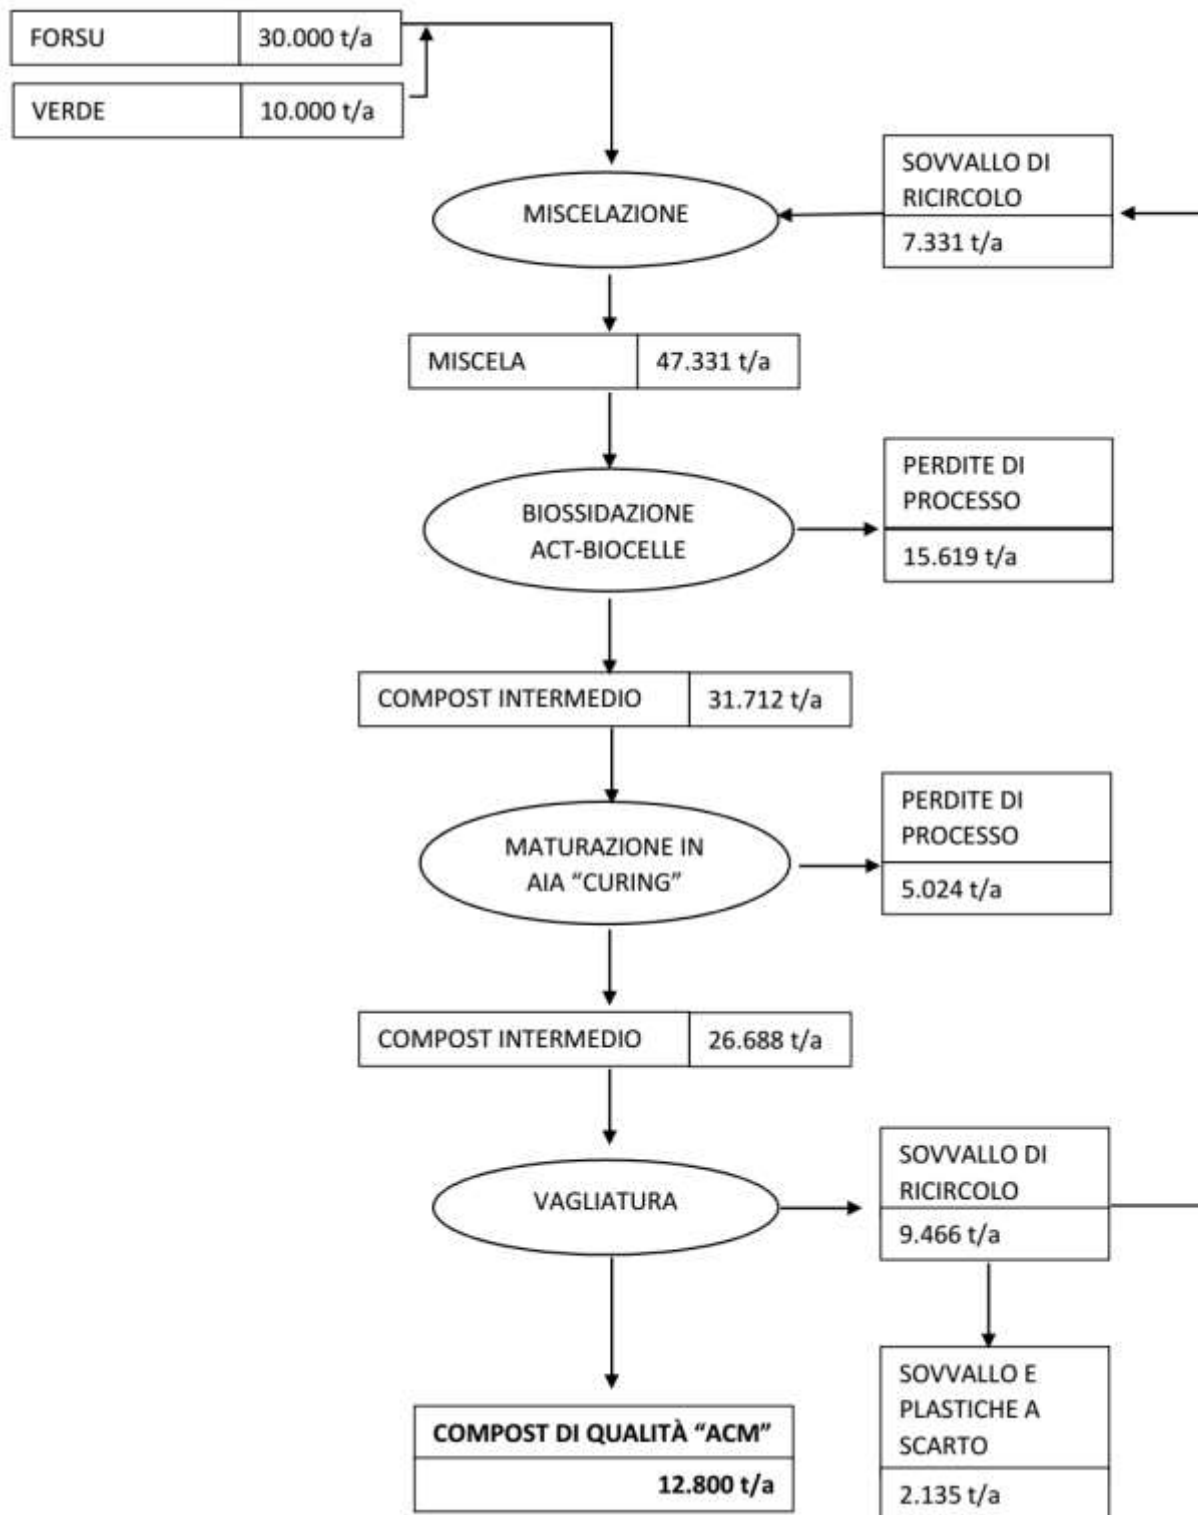 FORSU 30.000 t/a
VERDE 10.000 t/a
SOVVALLO DI
RICIRCOLO
7.331 t/a
MISCELAZIONE
MISCELA 47.331 t/a
PERDITE DI
PROCESSO
15.619 t/a
BIOSSIDAZIONE
ACT-BIOCELLE
COMPOST INTERMEDIO 31.712 t/a
PERDITE DI
PROCESSO
5.024 t/a
MATURAZIONE IN
AIA “CURING”
COMPOST INTERMEDIO 26.688 t/a
SOVVALLO DI
RICIRCOLO
9.466 t/a
VAGLIATURA
SOVVALLO E
PLASTICHE A
SCARTO
2.135 t/a
COMPOST DI QUALITÀ “ACM”
12.800 t/a